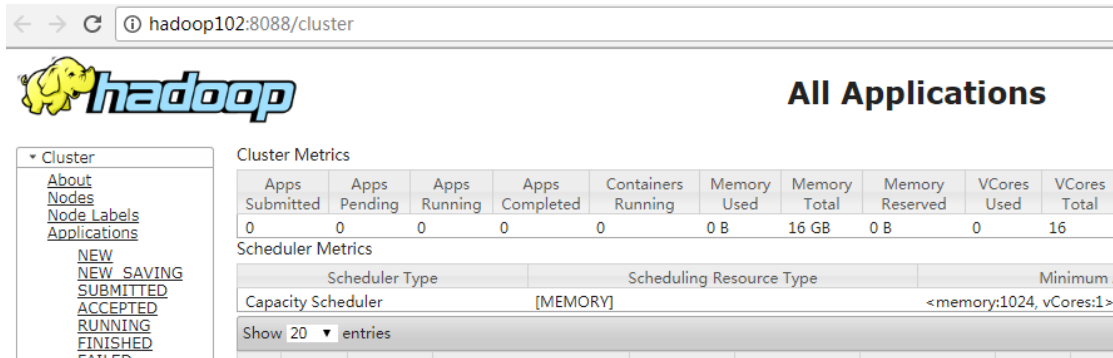 hadoop102:8088/cluster
hadoop
All Applications
Cluster
About
Nodes
Node Labels
Applications
NEW
NEW_SAVING
SUBMITTED
ACCEPTED
RUNNING
FINISHED
FAILED
Cluster Metrics
Apps Submitted Apps Pending Apps Running Apps Completed Containers Running Memory Used Memory Total Memory Reserved VCores Used VCores Total
0 0 0 0 0 0 B 16 GB 0 B 0 16
Scheduler Metrics
Scheduler Type Scheduling Resource Type Minimum
Capacity Scheduler [MEMORY] <memory:1024, vCores:1>
Show 20 entries